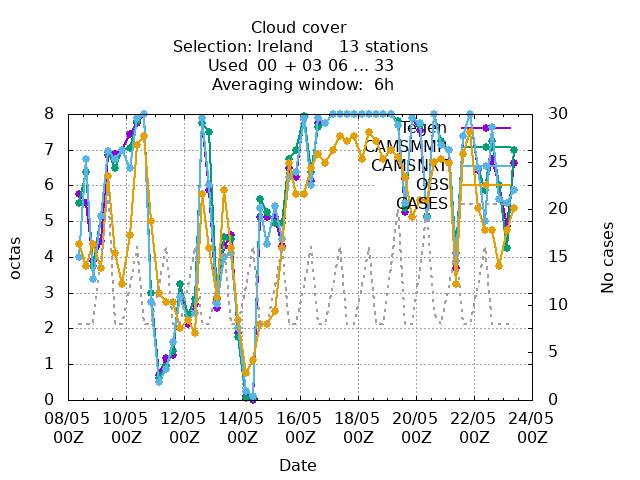 Cloud cover
Selection: Ireland 13 stations
Used 00 + 03 06 ... 33
Averaging window: 6h
8 30
7 25
6 20
5
4 15
3 10
2
1 5
0 0
octas
No cases
Tegen
CAMSMMT
CAMSNXT
OBS
CASES
08/05 10/05 12/05 14/05 16/05 18/05 20/05 22/05 24/05
00Z 00Z 00Z 00Z 00Z 00Z 00Z 00Z 00Z
Date